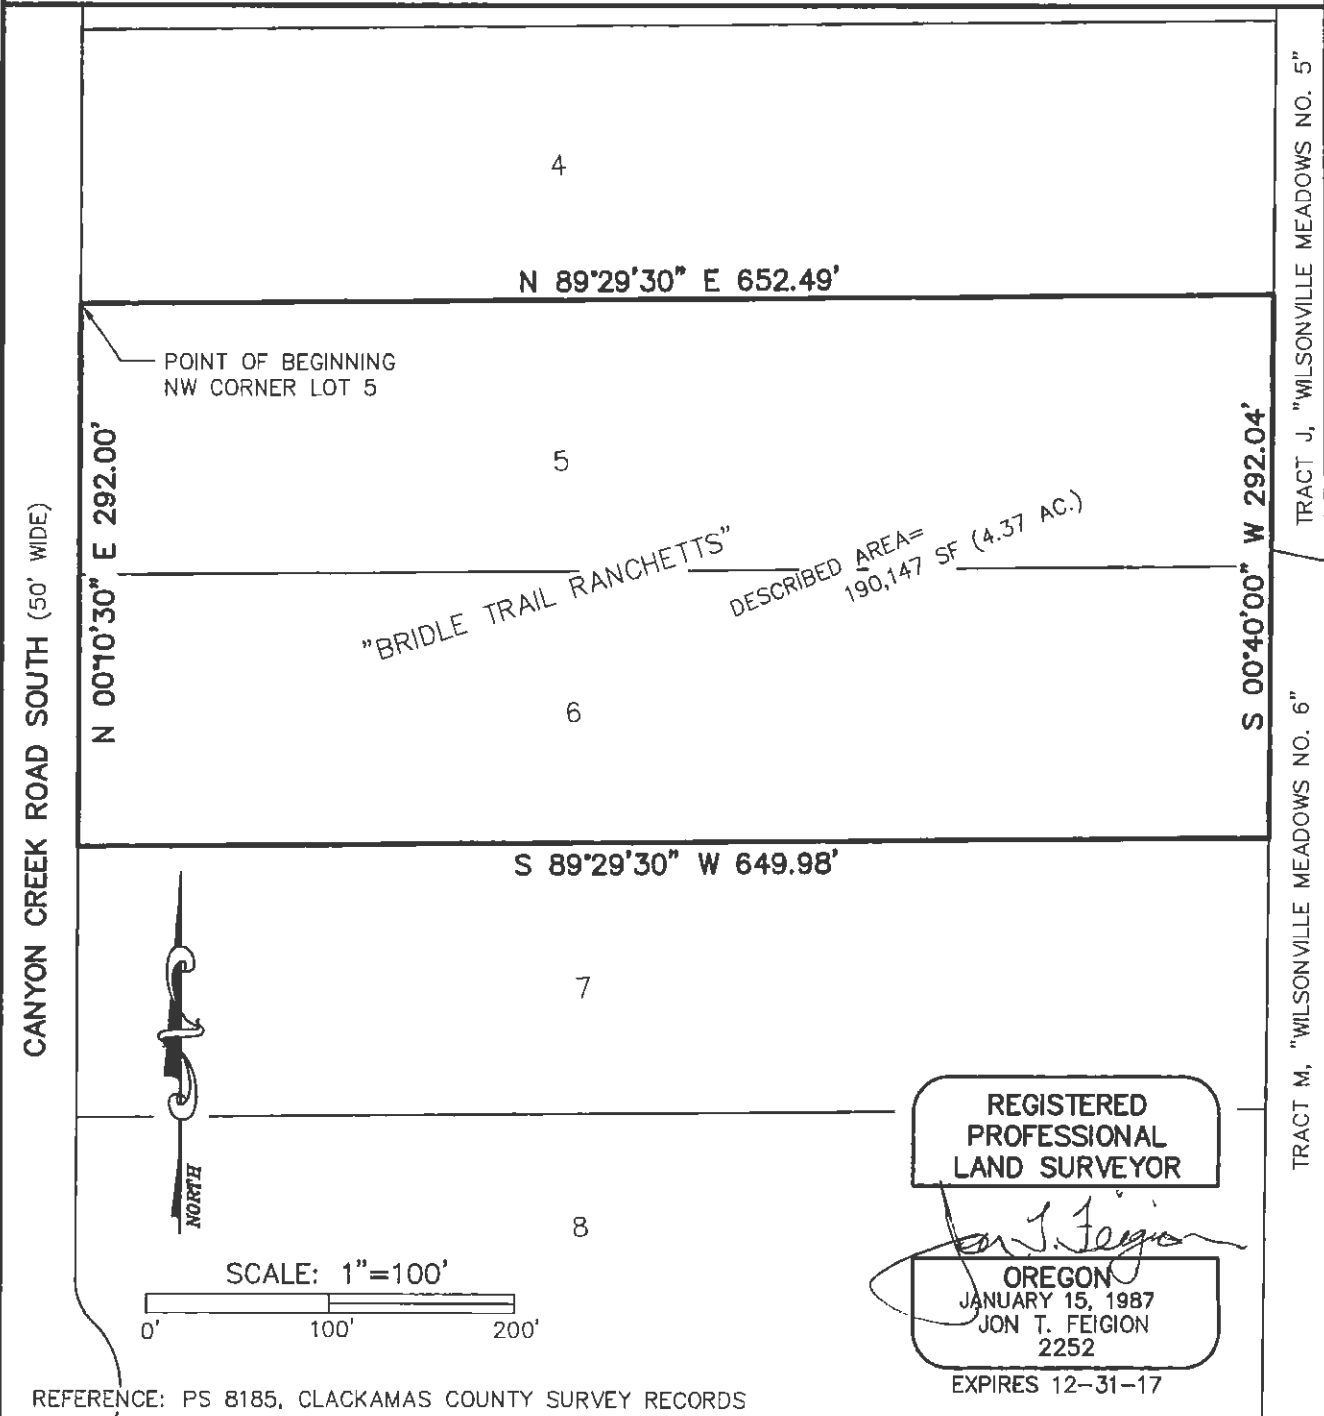 4
N 89°29'30" E 652.49'
POINT OF BEGINNING
NW CORNER LOT 5
5
N 00°10'30" E 292.00'
S 00°40'00" W 292.04'
CANYON CREEK ROAD SOUTH (50' WIDE)
TRACT J, "WILSONVILLE MEADOWS NO. 5"
"BRIDLE TRAIL RANCHETTS"
DESCRIBED AREA=
190,147 SF (4.37 AC.)
6
S 89°29'30" W 649.98'
TRACT M, "WILSONVILLE MEADOWS NO. 6"
7
NORTH
8
SCALE: 1"=100'
0' 100' 200'
REGISTERED
PROFESSIONAL
LAND SURVEYOR
Jon T. Feigion
OREGON
JANUARY 15, 1987
JON T. FEIGION
2252
EXPIRES 12-31-17
REFERENCE: PS 8185, CLACKAMAS COUNTY SURVEY RECORDS